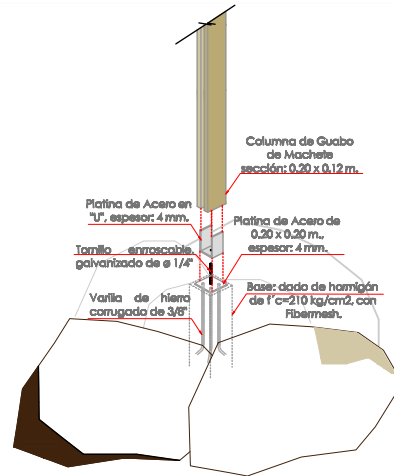 Columna de Guabo
de Machete
sección: 0.20 x 0.12 m.
Platina de Acero en
"U", espesor: 4 mm.
Platina de Acero de
0.20 x 0.20 m.,
espesor: 4 mm.
Tornillo enrroscable,
galvanizado de ø 1/4"
Varilla de hierro
corrugado de 3/8"
Base: dado de hormigón
de f´c=210 kg/cm2, con
Fibermesh.